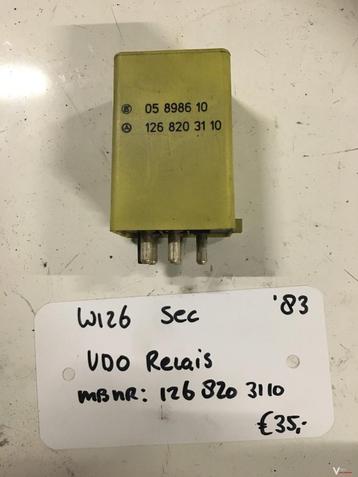 05 8986 10
126 820 31 10
W126 Sec '83
VDO Relais
MBNR: 126 820 3110
€35,-